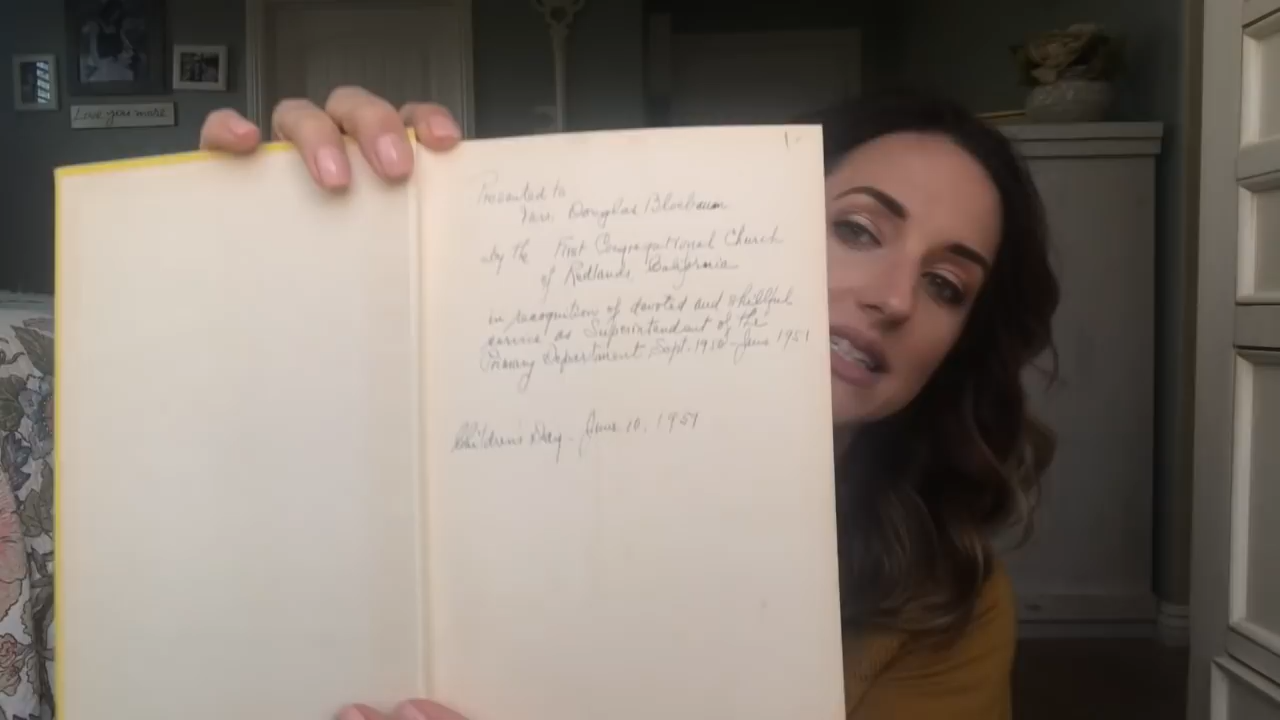 Love you more
Presented to
Mrs. Douglas Bloebaum
by the First Congregational Church
of Redlands, California
in recognition of devoted and skillful
service as Superintendent of the
Primary Department Sept. 1950 - June 1951
Children's Day - June 10, 1951